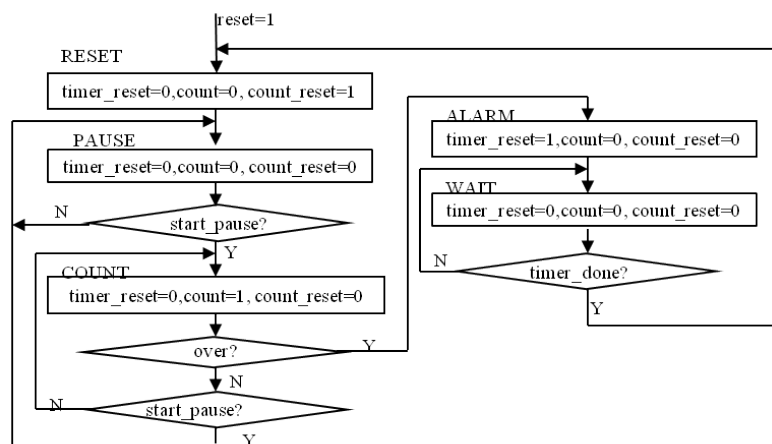 reset=1
RESET
timer_reset=0,count=0, count_reset=1
PAUSE
timer_reset=0,count=0, count_reset=0
N
start_pause?
Y
COUNT
timer_reset=0,count=1, count_reset=0
over?
Y
N
start_pause?
N
Y
ALARM
timer_reset=1,count=0, count_reset=0
WAIT
timer_reset=0,count=0, count_reset=0
N
timer_done?
Y